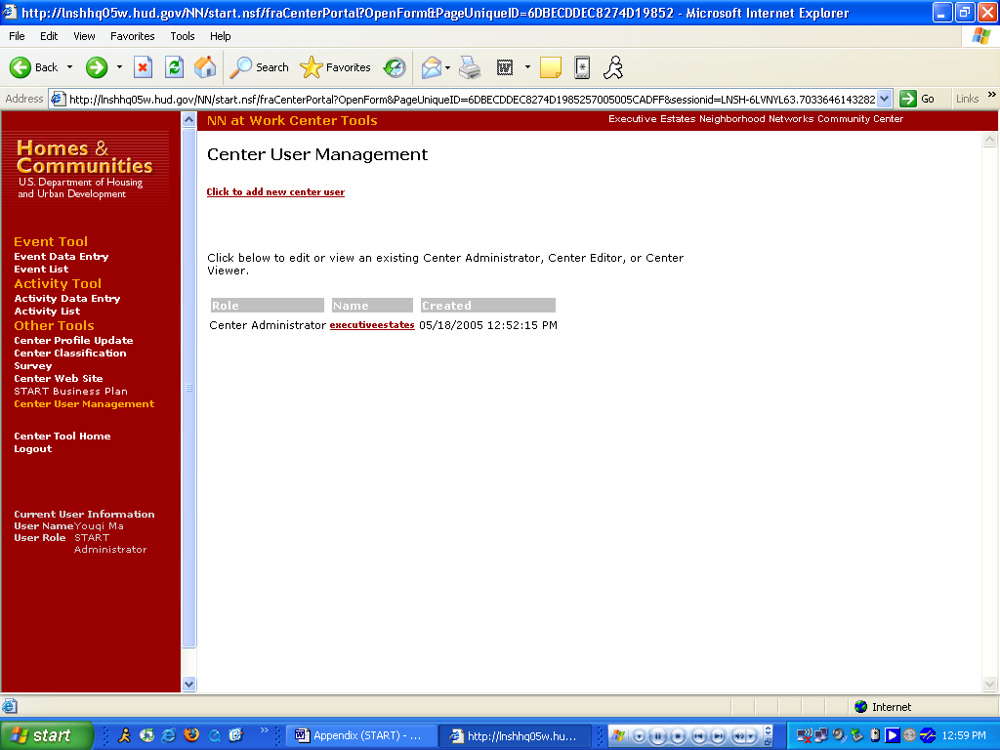 http://lnshhq05w.hud.gov/NN/start.nsf/fraCenterPortal?OpenForm&PageUniqueID=6DBECDDEC8274D19852 - Microsoft Internet Explorer
File Edit View Favorites Tools Help
Back Search Favorites
Address http://lnshhq05w.hud.gov/NN/start.nsf/fraCenterPortal?OpenForm&PageUniqueID=6DBECDDEC8274D1985257005005CADFF&sessionid=LNSH-6LVNYL63.7033646143282 Go Links »
NN at Work Center Tools Executive Estates Neighborhood Networks Community Center
Homes &
Communities
U.S. Department of Housing
and Urban Development
Event Tool
Event Data Entry
Event List
Activity Tool
Activity Data Entry
Activity List
Other Tools
Center Profile Update
Center Classification
Survey
Center Web Site
START Business Plan
Center User Management
Center Tool Home
Logout
Current User Information
User Name Youqi Ma
User Role START
Administrator
Center User Management
Click to add new center user
Click below to edit or view an existing Center Administrator, Center Editor, or Center
Viewer.
Role Name Created
Center Administrator executiveestates 05/18/2005 12:52:15 PM
Internet
start » Appendix (START) - ... http://lnshhq05w.hu... 12:59 PM